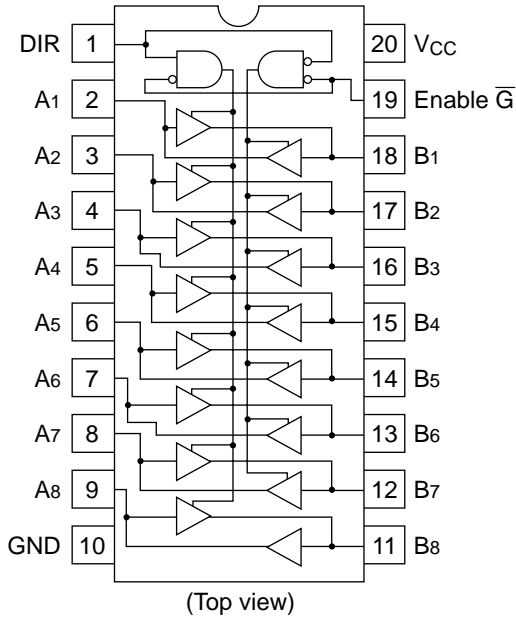 DIR 1 20 VCC
A1 2 19 Enable G̅
A2 3 18 B1
A3 4 17 B2
A4 5 16 B3
A5 6 15 B4
A6 7 14 B5
A7 8 13 B6
A8 9 12 B7
GND 10 11 B8
(Top view)